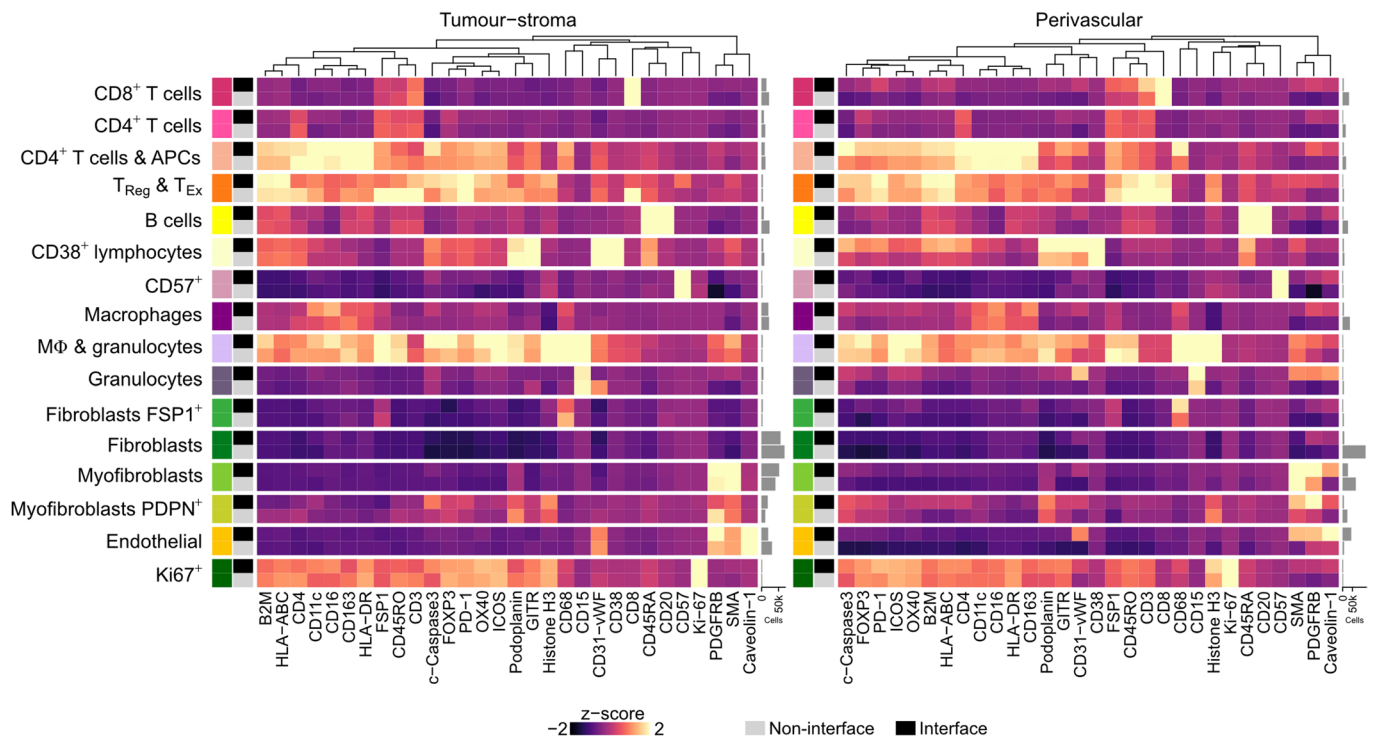 Tumour−stroma
Perivascular
CD8+ T cells
CD4+ T cells
CD4+ T cells & APCs
TReg & TEx
B cells
CD38+ lymphocytes
CD57+
Macrophages
MΦ & granulocytes
Granulocytes
Fibroblasts FSP1+
Fibroblasts
Myofibroblasts
Myofibroblasts PDPN+
Endothelial
Ki67+
B2M
HLA−ABC
CD4
CD11c
CD16
CD163
HLA−DR
FSP1
CD45RO
CD3
c−Caspase3
FOXP3
PD−1
OX40
ICOS
Podoplanin
GITR
Histone H3
CD68
CD15
CD31−vWF
CD38
CD8
CD45RA
CD20
CD57
Ki−67
PDGFRB
SMA
Caveolin−1
0
50k
Cells
c−Caspase3
FOXP3
PD−1
ICOS
OX40
B2M
HLA−ABC
CD4
CD11c
CD16
HLA−DR
CD163
Podoplanin
GITR
CD31−vWF
CD38
FSP1
CD45RO
CD3
CD8
CD68
CD15
Histone H3
Ki−67
CD45RA
CD20
CD57
SMA
PDGFRB
Caveolin−1
0
50k
Cells
z−score
−2 2
Non−interface
Interface